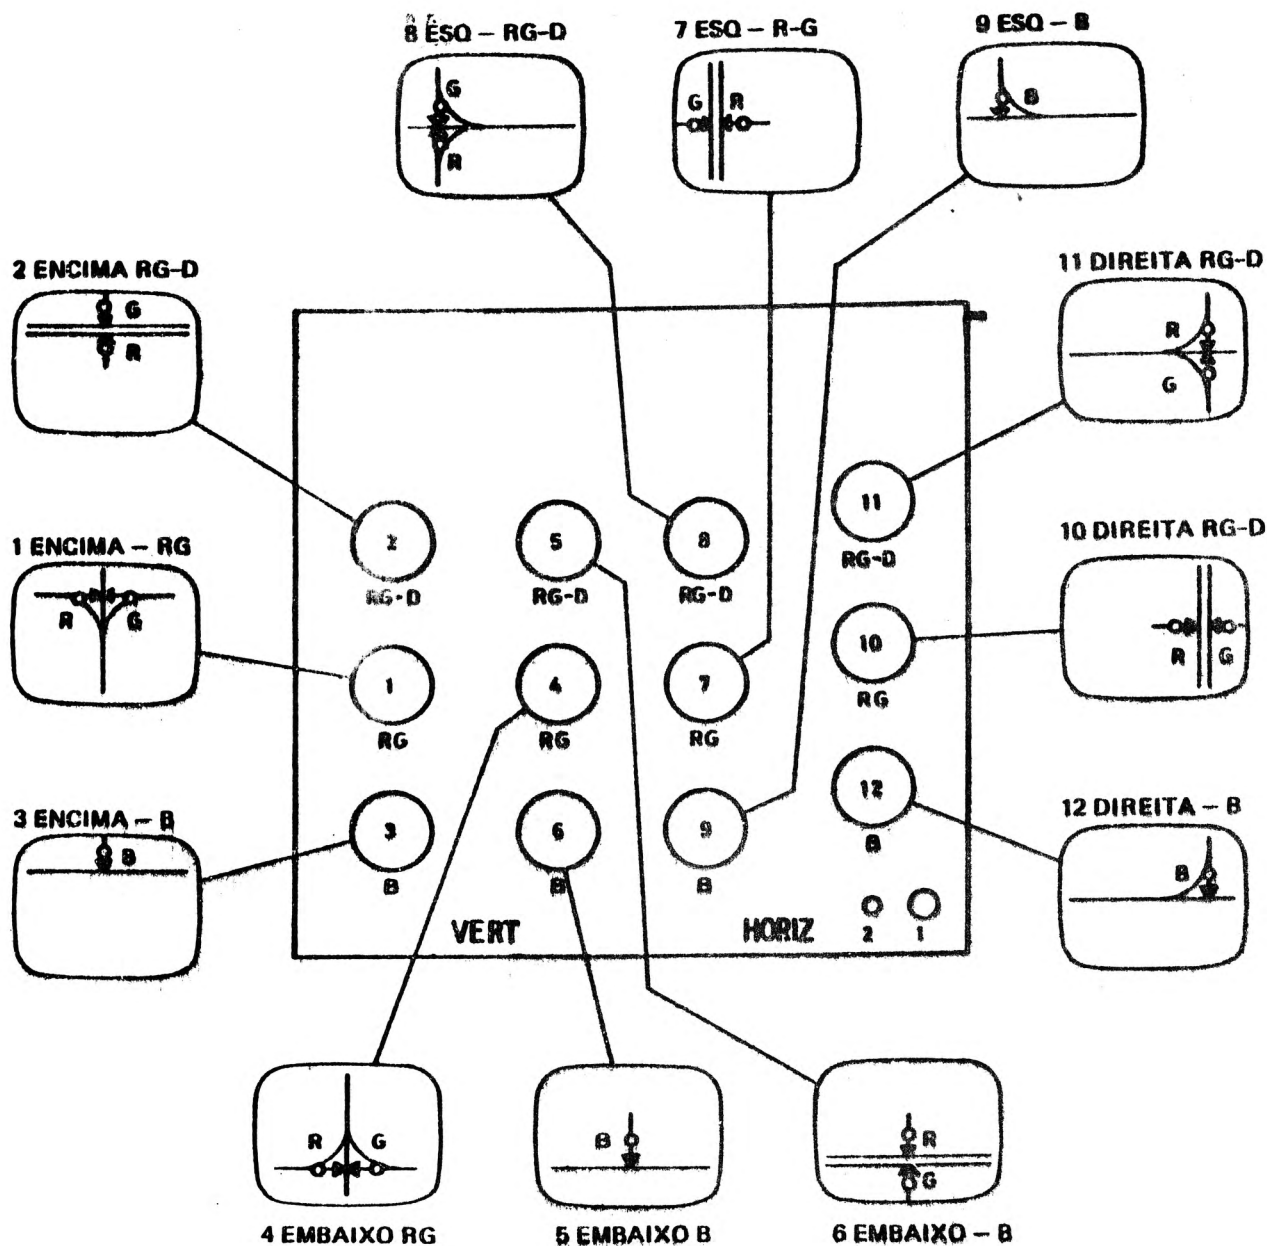 8 ESQ – RG-D
7 ESQ – R-G
9 ESQ – B
G
R
G R
B
2 ENCIMA RG-D
G
R
11 DIREITA RG-D
R
G
1 ENCIMA – RG
R G
10 DIREITA RG-D
R G
3 ENCIMA – B
B
12 DIREITA – B
B
2
RG-D
5
RG-D
8
RG-D
11
RG-D
1
RG
4
RG
7
RG
10
RG
3
B
6
B
9
B
12
B
VERT
HORIZ
2 1
R G
4 EMBAIXO RG
B
5 EMBAIXO B
R
G
6 EMBAIXO – B